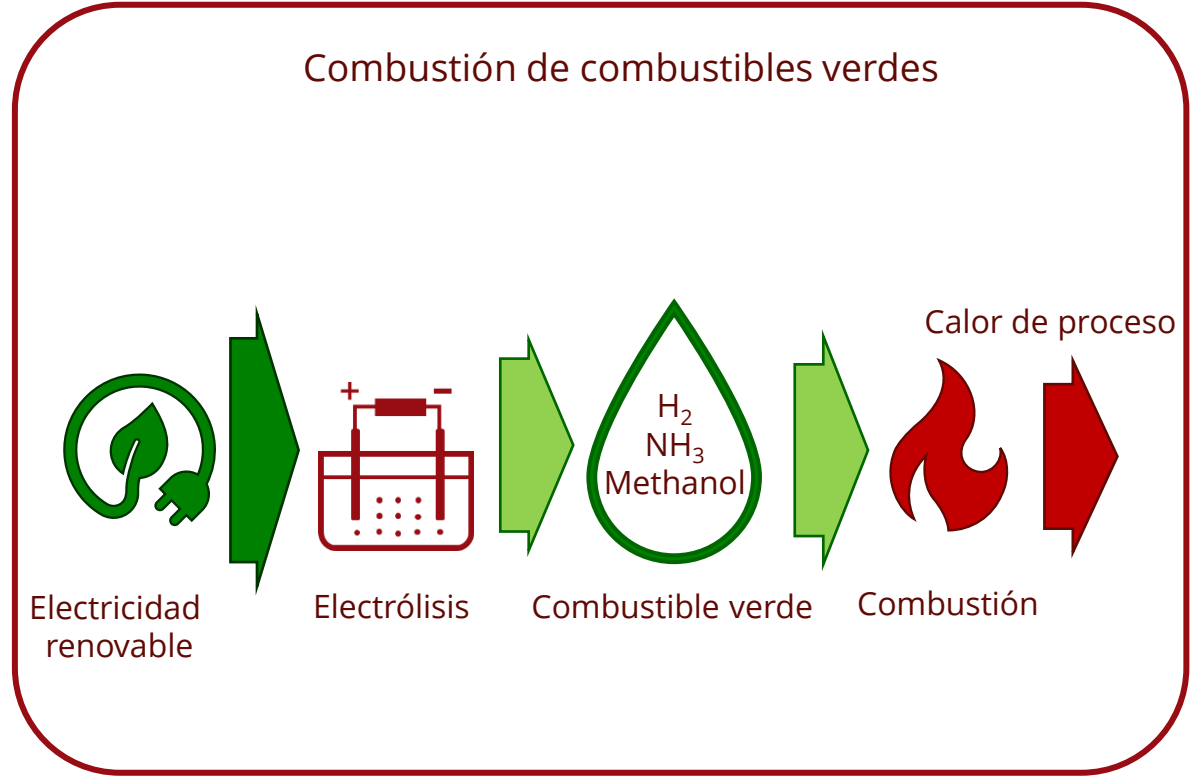 Combustión de combustibles verdes
Calor de proceso
+ −
H₂
NH₃
Methanol
Electricidad
renovable
Electrólisis
Combustible verde
Combustión